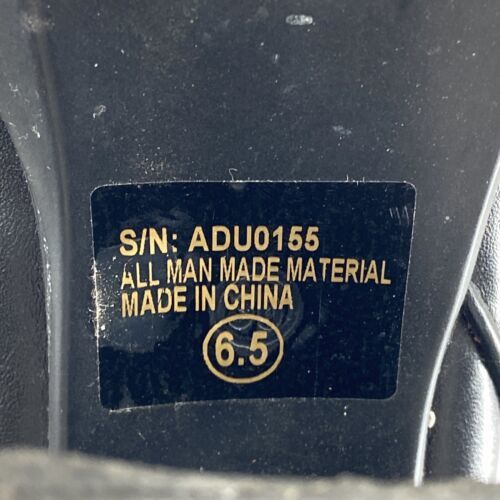 S/N: ADU0155
ALL MAN MADE MATERIAL
MADE IN CHINA
6.5